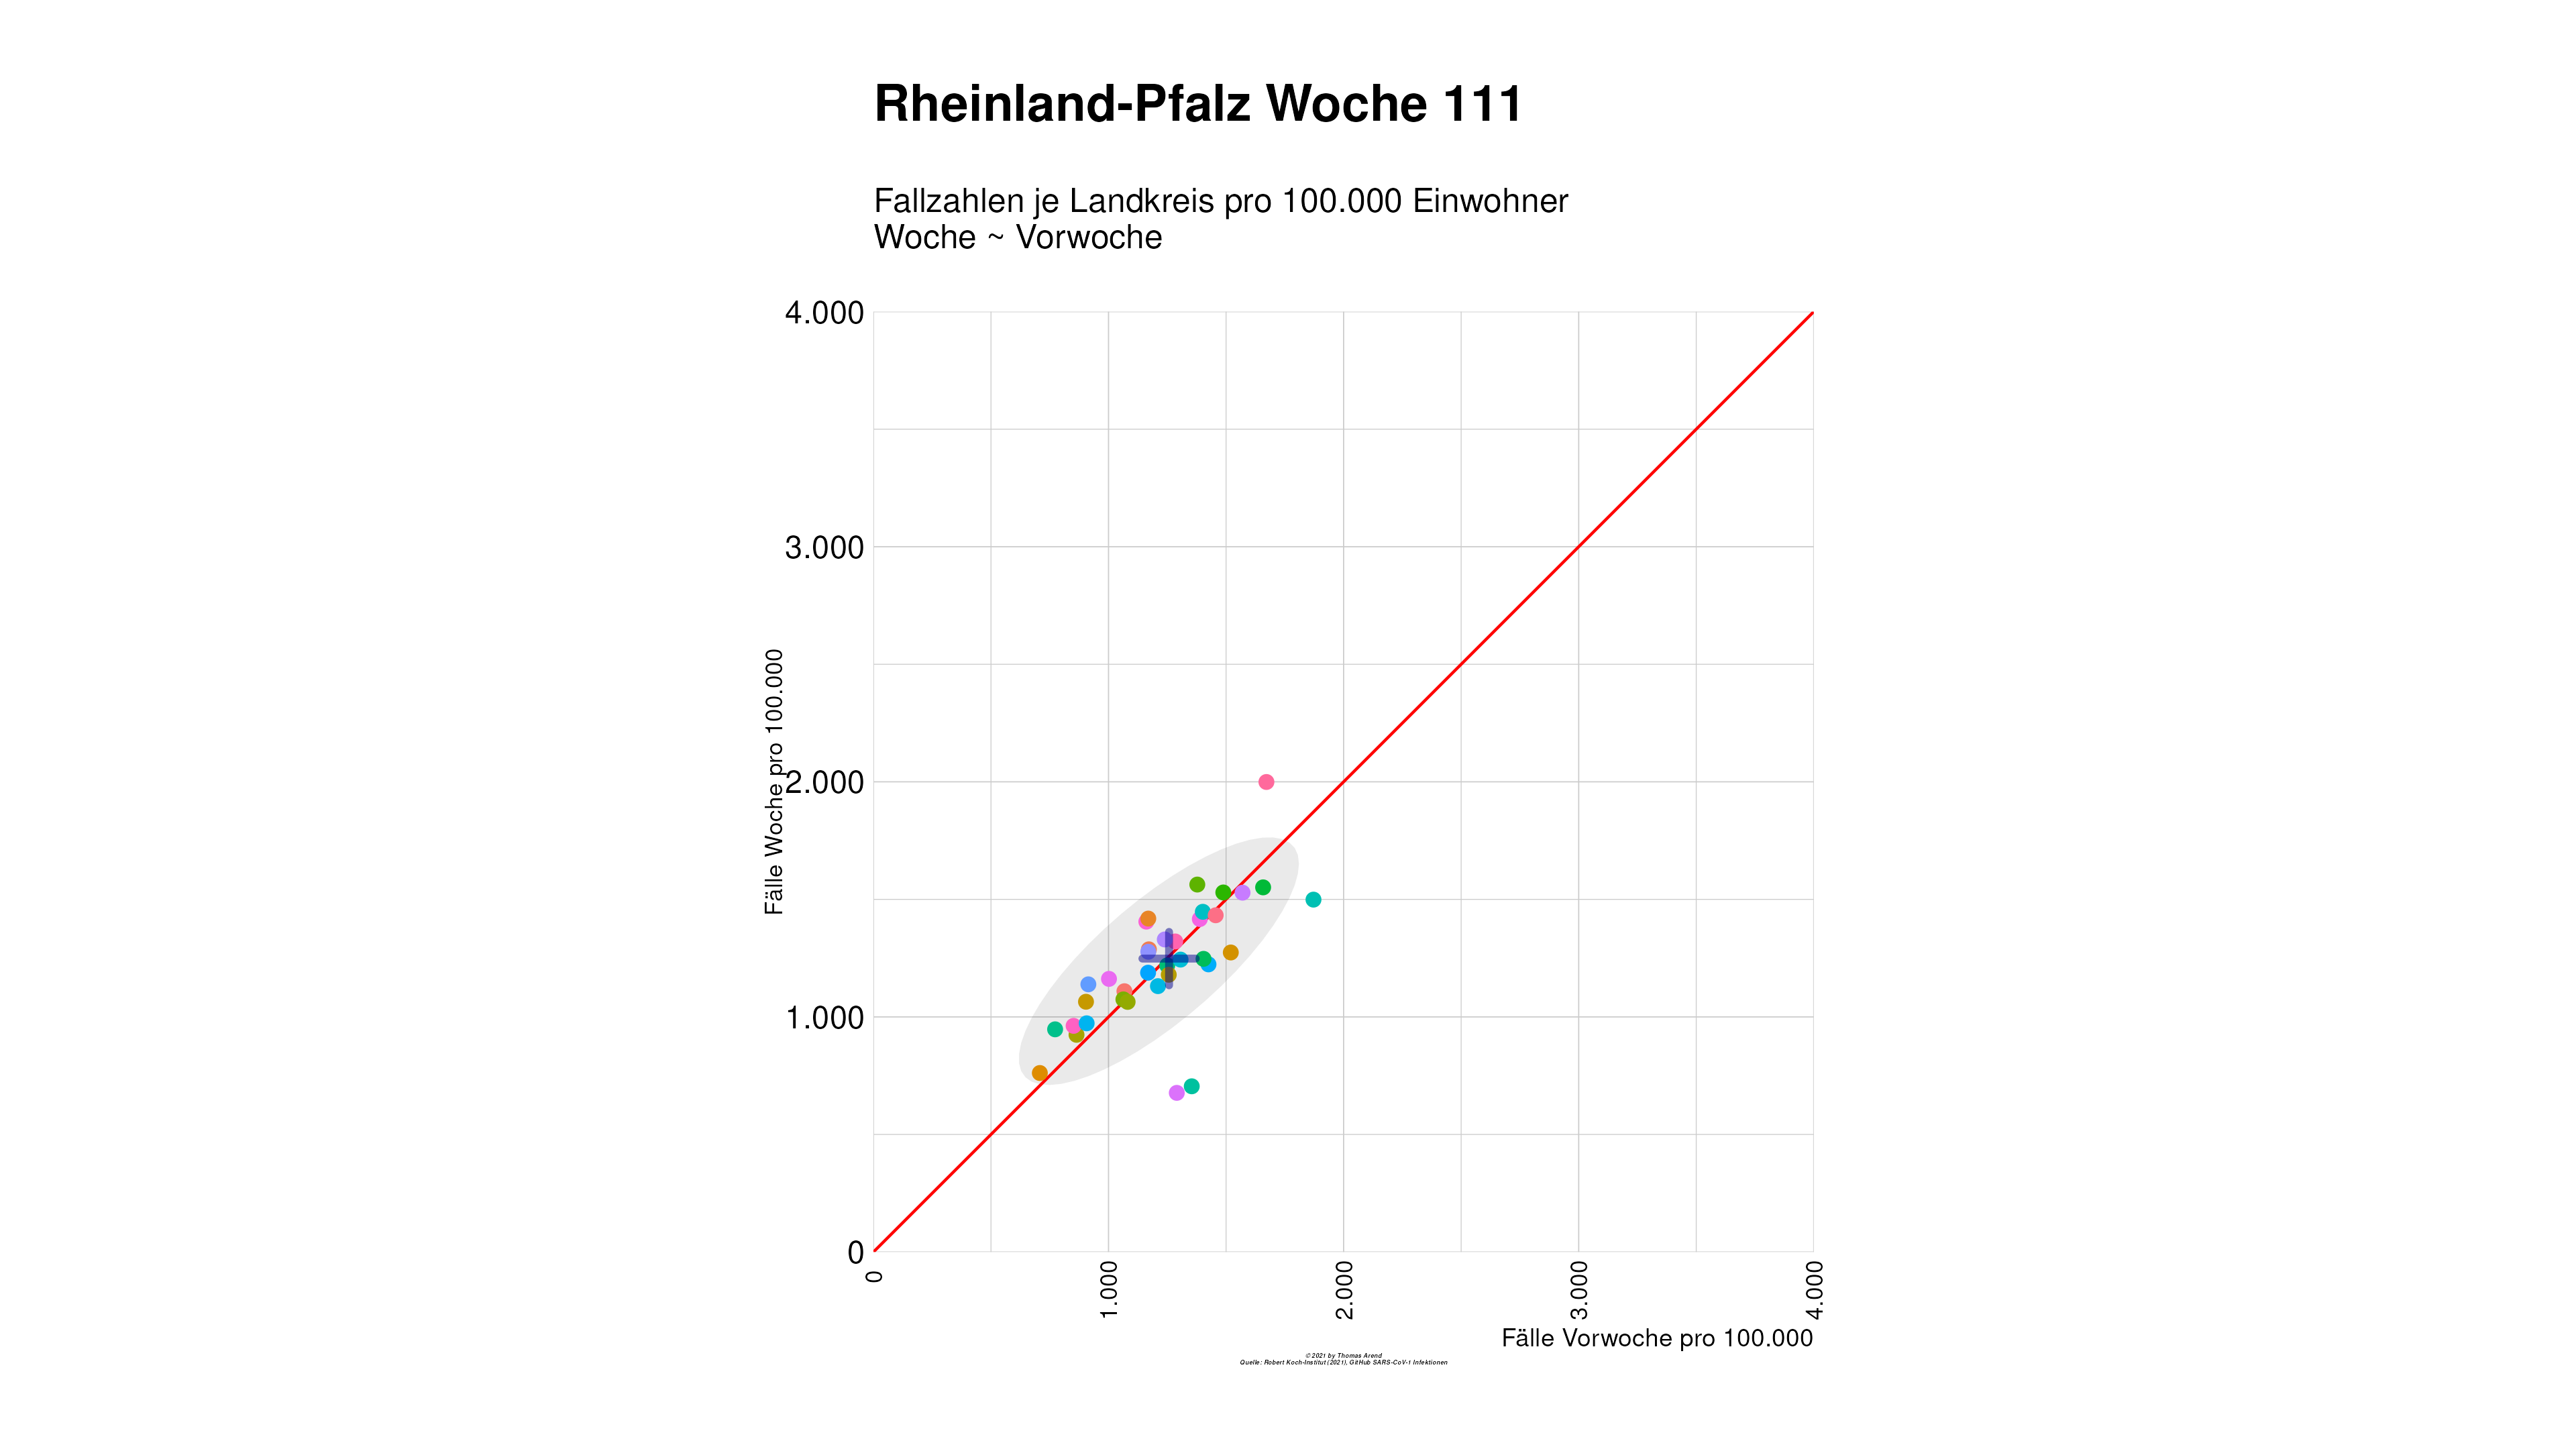 Rheinland-Pfalz Woche 111
Fallzahlen je Landkreis pro 100.000 Einwohner
Woche ~ Vorwoche
4.000
3.000
2.000
1.000
0
Fälle Woche pro 100.000
0
1.000
2.000
3.000
4.000
Fälle Vorwoche pro 100.000
© 2021 by Thomas Arend
Quelle: Robert Koch-Institut (2021), GitHub SARS-CoV-1 Infektionen